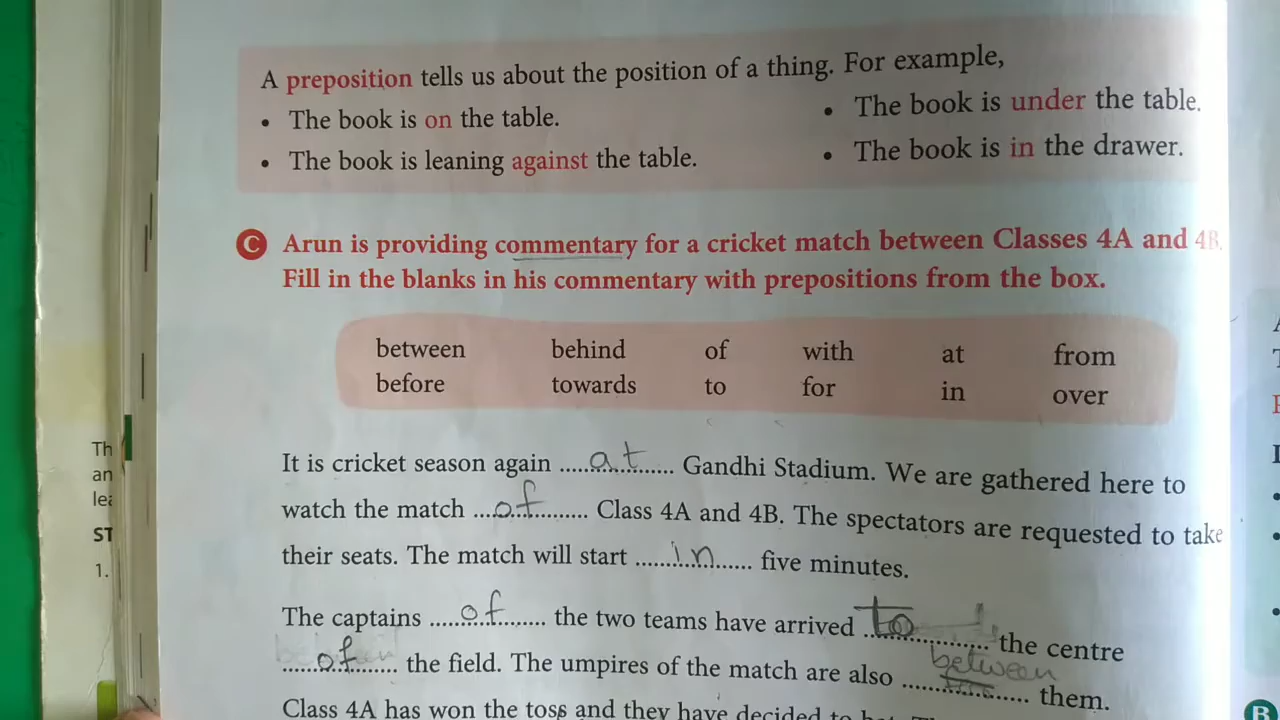 A preposition tells us about the position of a thing. For example,
• The book is on the table.
• The book is under the table.
• The book is leaning against the table.
• The book is in the drawer.
C Arun is providing commentary for a cricket match between Classes 4A and 4B.
Fill in the blanks in his commentary with prepositions from the box.
between behind of with at from
before towards to for in over
It is cricket season again ....at.... Gandhi Stadium. We are gathered here to
watch the match ....of.... Class 4A and 4B. The spectators are requested to take
their seats. The match will start ....in.... five minutes.
The captains ....of.... the two teams have arrived ....to.... the centre
....of.... the field. The umpires of the match are also ....between.... them.
Class 4A has won the toss and they have decided to
Th
an
lea
ST
1.
B